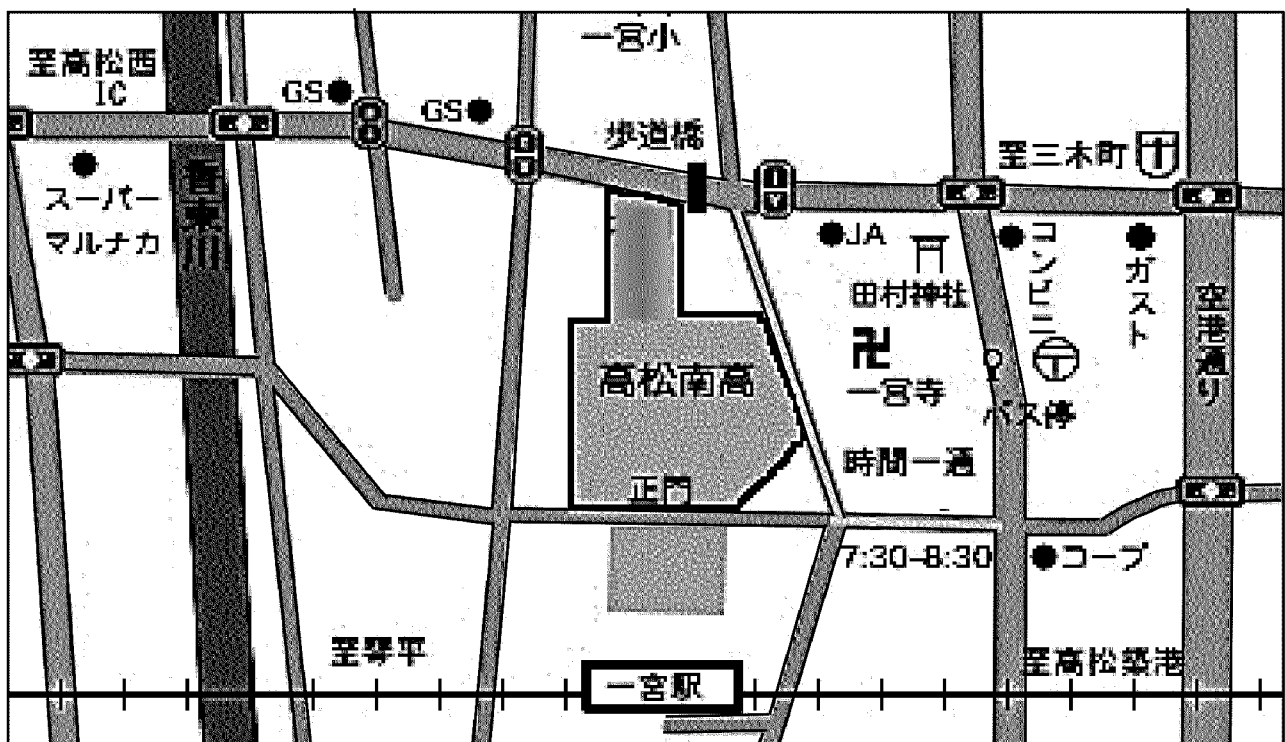 一宮小
至高松西
IC
GS
GS
歩道橋
至三木町
スーパー
マルナカ
香東川
JA
田村神社
コンビニ
ガスト
空港通り
高松南高
一宮寺
バス停
時間一通
正門
7:30-8:30
コープ
至琴平
一宮駅
至高松築港